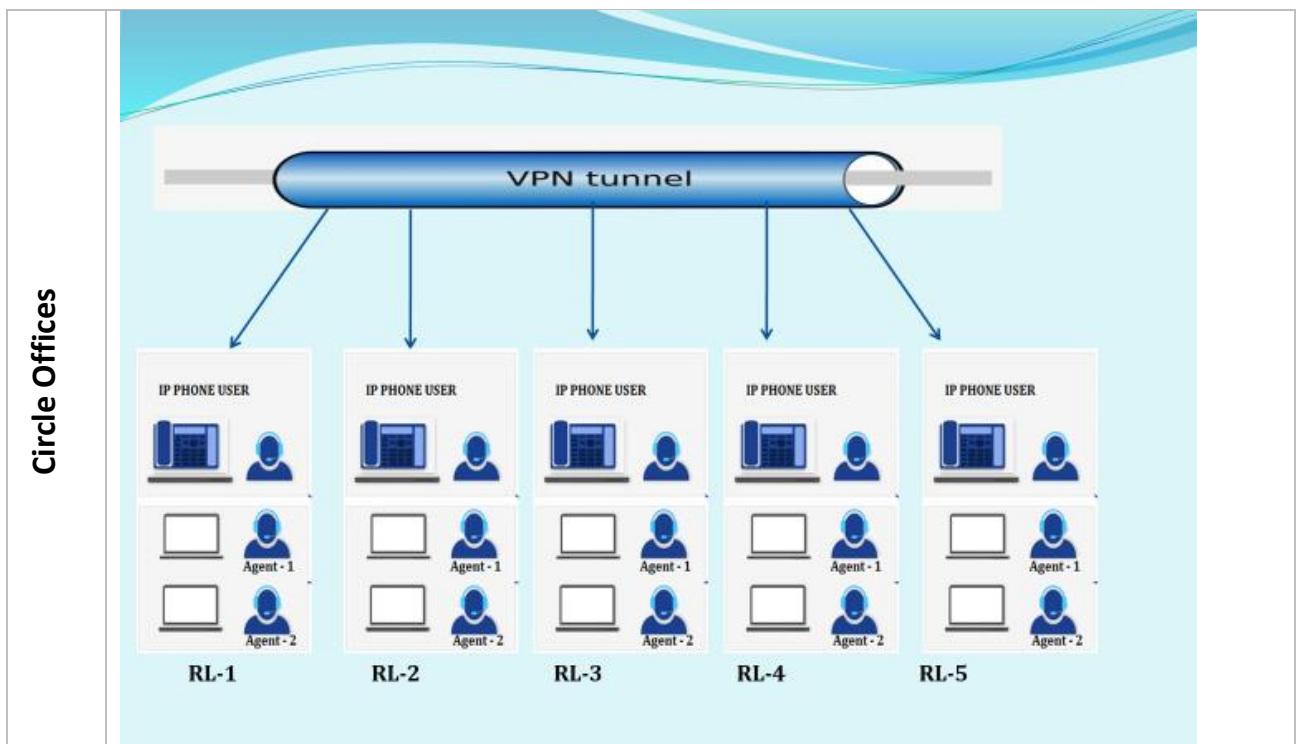 Circle Offices
VPN tunnel
IP PHONE USER
IP PHONE USER
IP PHONE USER
IP PHONE USER
IP PHONE USER
Agent - 1
Agent - 1
Agent - 1
Agent - 1
Agent - 1
Agent - 2
Agent - 2
Agent - 2
Agent - 2
Agent - 2
RL-1
RL-2
RL-3
RL-4
RL-5